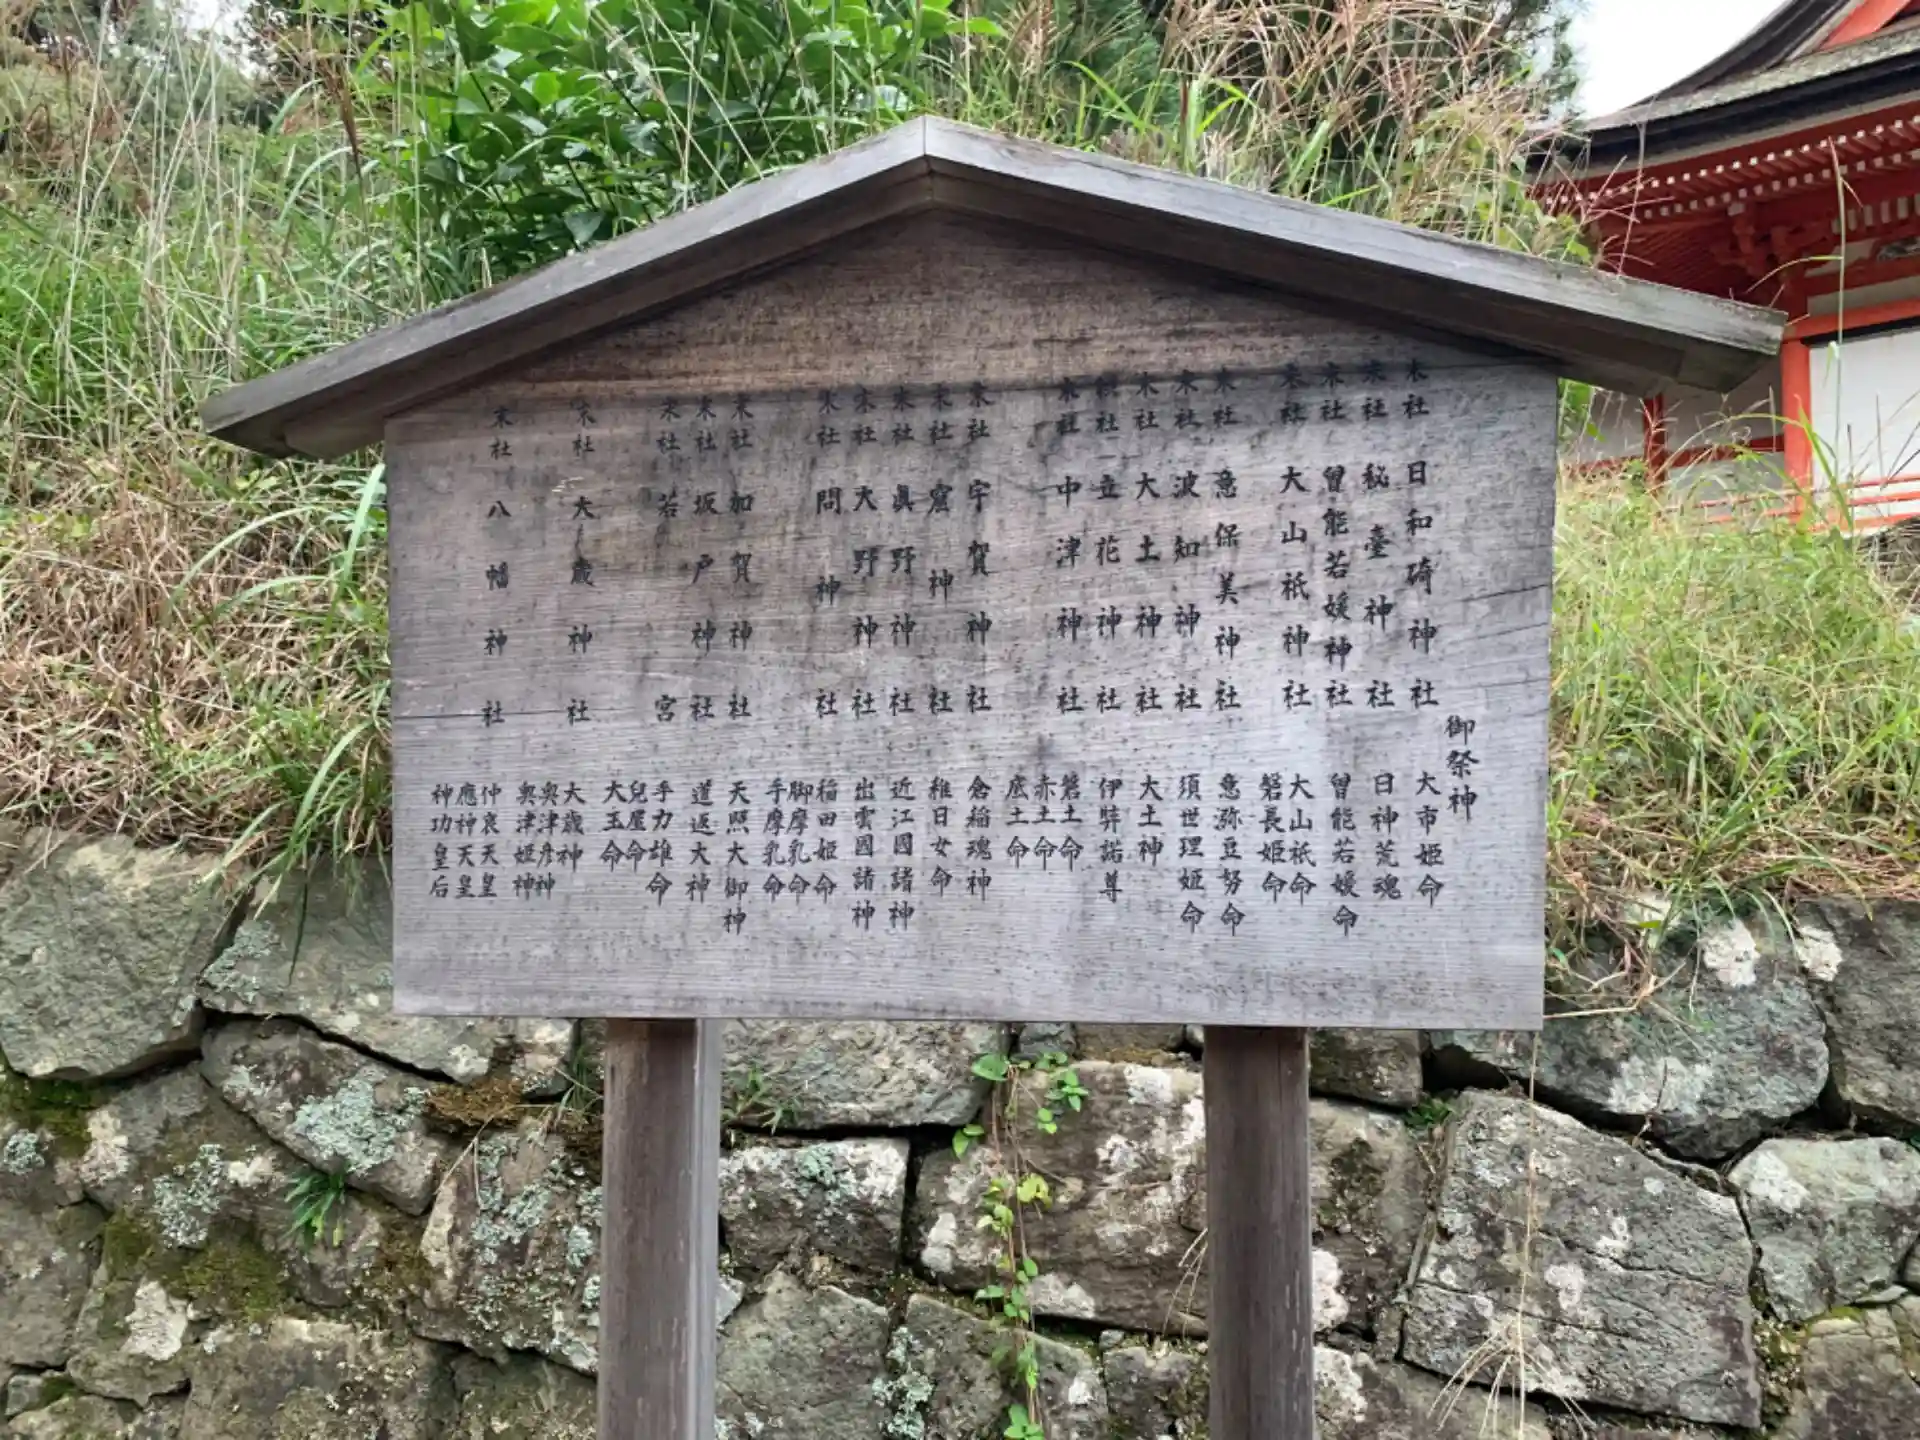 御祭神
末社 日和碕神社 大市姫命
末社 秘臺神社 日神荒魂
末社 曽能若媛神社 曽能若媛命
末社 大山祇神社 大山祇命
磐長姫命
末社 意保美神社 意弥豆努命
末社 波知神社 須世理姫命
末社 大土神社 大土神
摂社 立花神社 伊弉諾尊
末社 中津神社 磐土命
赤土命
底土命
末社 宇賀神社 倉稲魂神
末社 窟神社 稚日女命
末社 眞野神社 近江國諸神
末社 大野神社 出雲國諸神
末社 問神社 稲田姫命
脚摩乳命
手摩乳命
末社 加賀神社 天照大御神
末社 坂戸神社 道返大神
末社 若宮 手力雄命
兒屋命
大玉命
末社 大歳神社 大歳神
奥津彦神
奥津姫神
末社 八幡神社 仲哀天皇
應神天皇
神功皇后